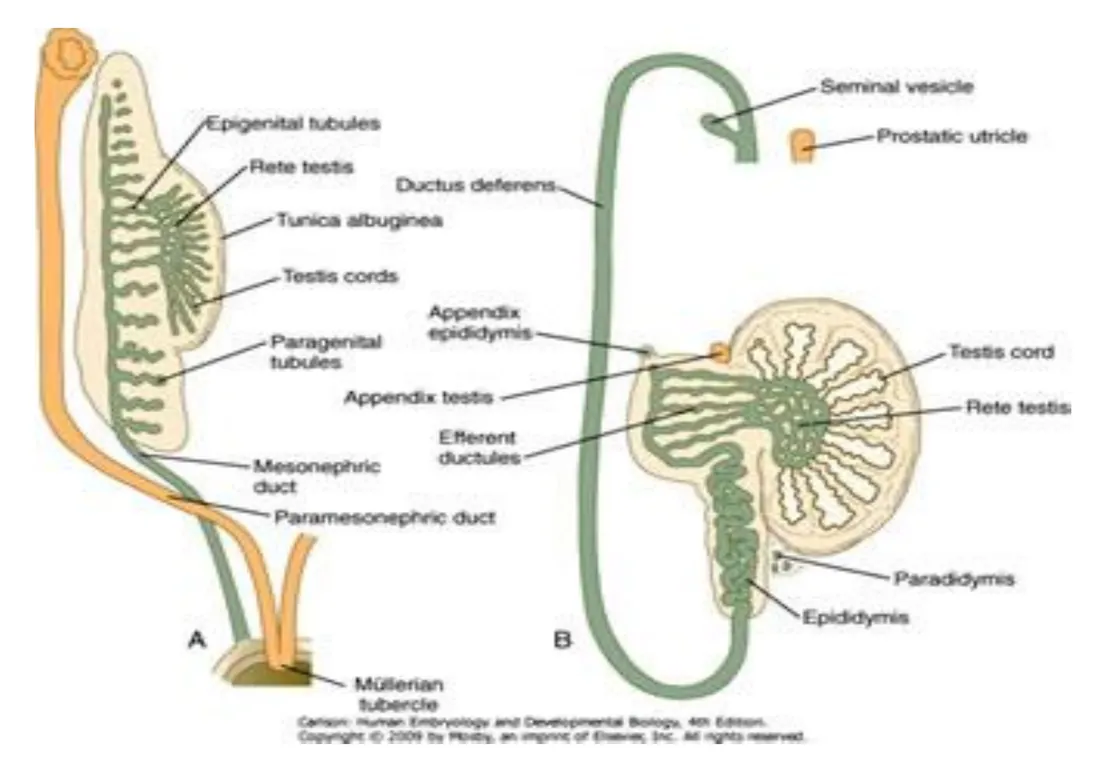 Epigenital tubules
Rete testis
Tunica albuginea
Testis cords
Paragenital
tubules
Mesonephric
duct
Paramesonephric duct
A
Müllerian
tubercle
Seminal vesicle
Prostatic utricle
Ductus deferens
Appendix
epididymis
Appendix testis
Efferent
ductules
Testis cord
Rete testis
Paradidymis
Epididymis
B
Carlson: Human Embryology and Developmental Biology, 4th Edition.
Copyright © 2009 by Mosby, an imprint of Elsevier, Inc. All rights reserved.